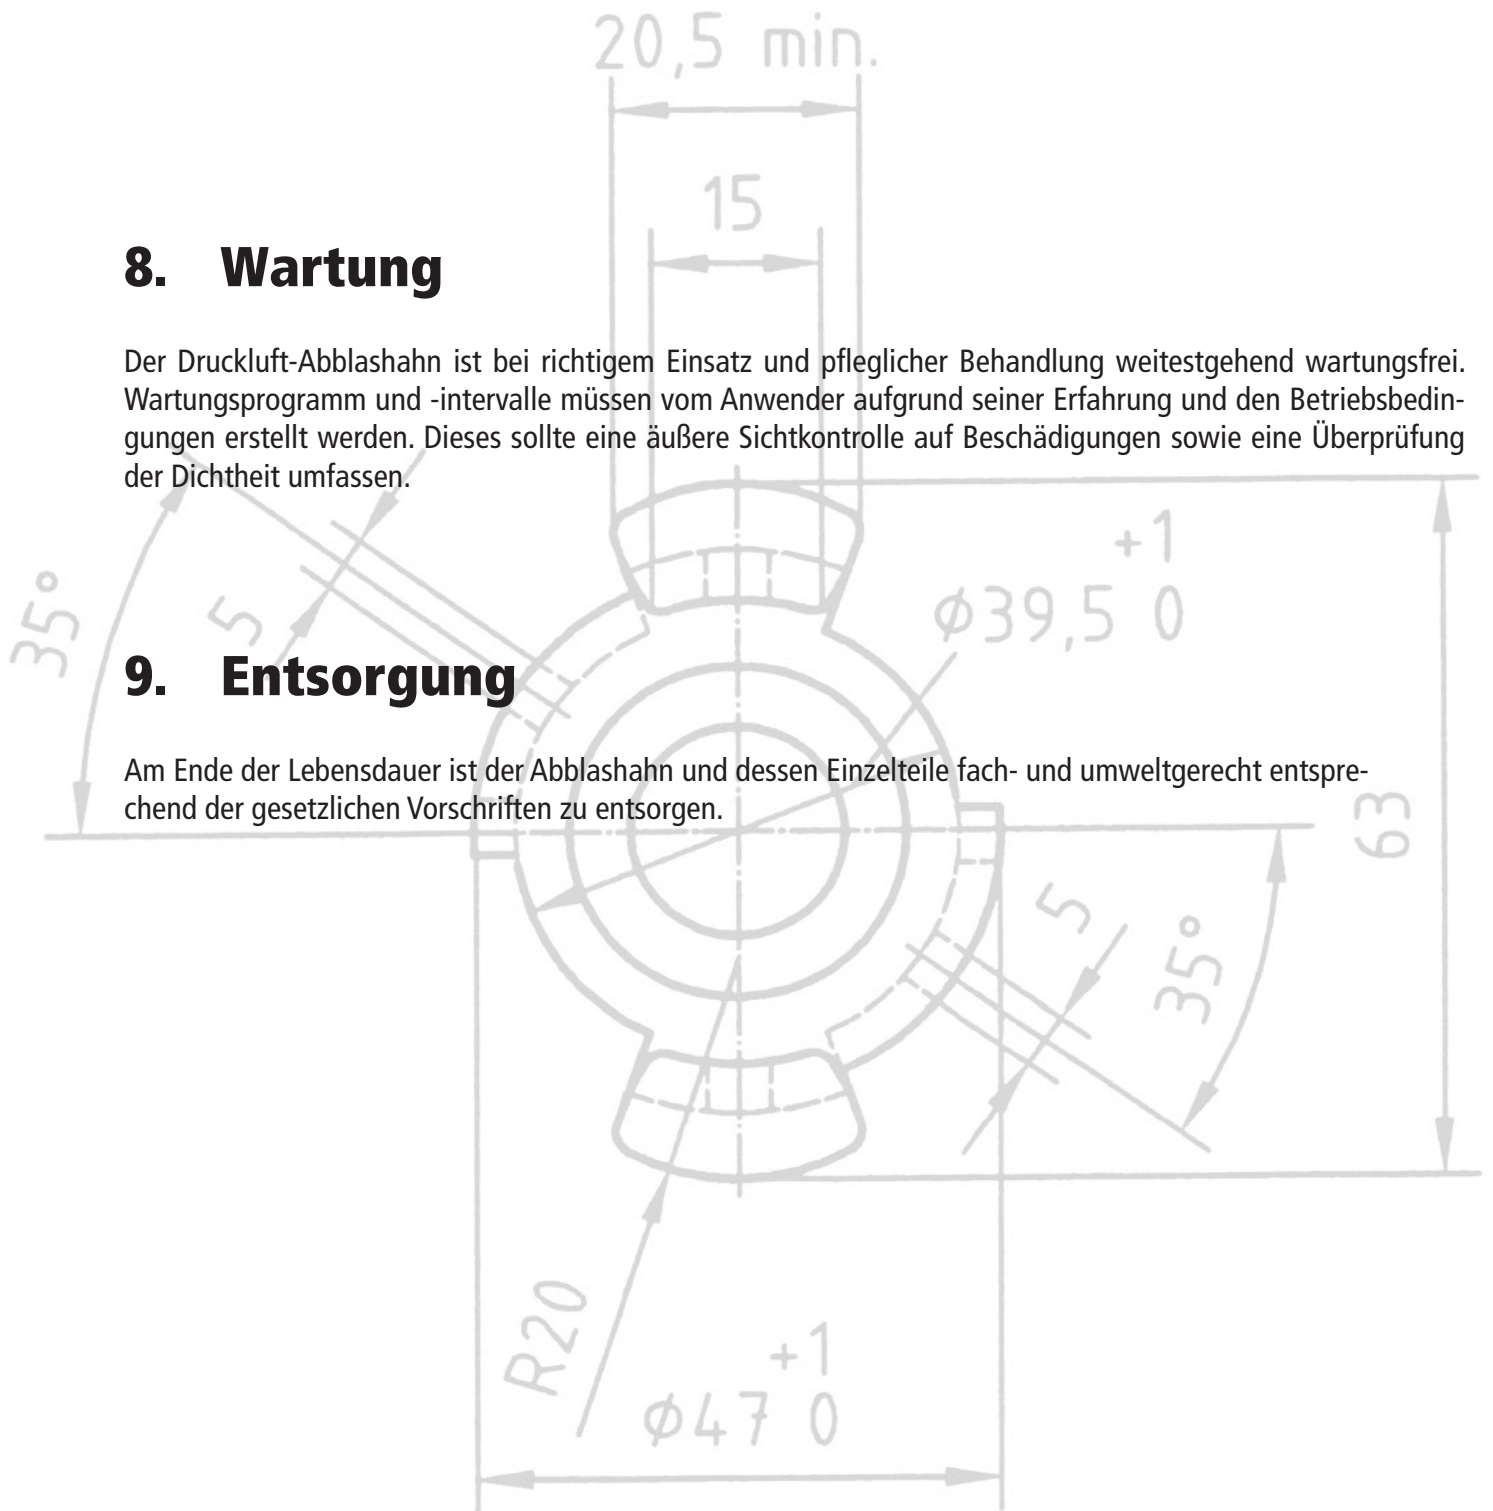 20,5 min.
15
8. Wartung
Der Druckluft-Abblashahn ist bei richtigem Einsatz und pfleglicher Behandlung weitestgehend wartungsfrei.
Wartungsprogramm und -intervalle müssen vom Anwender aufgrund seiner Erfahrung und den Betriebsbedin-
gungen erstellt werden. Dieses sollte eine äußere Sichtkontrolle auf Beschädigungen sowie eine Überprüfung
der Dichtheit umfassen.
+1
ø39,5 0
35°
5
9. Entsorgung
Am Ende der Lebensdauer ist der Abblashahn und dessen Einzelteile fach- und umweltgerecht entspre-
chend der gesetzlichen Vorschriften zu entsorgen.
63
5
35°
R20
+1
ø47 0